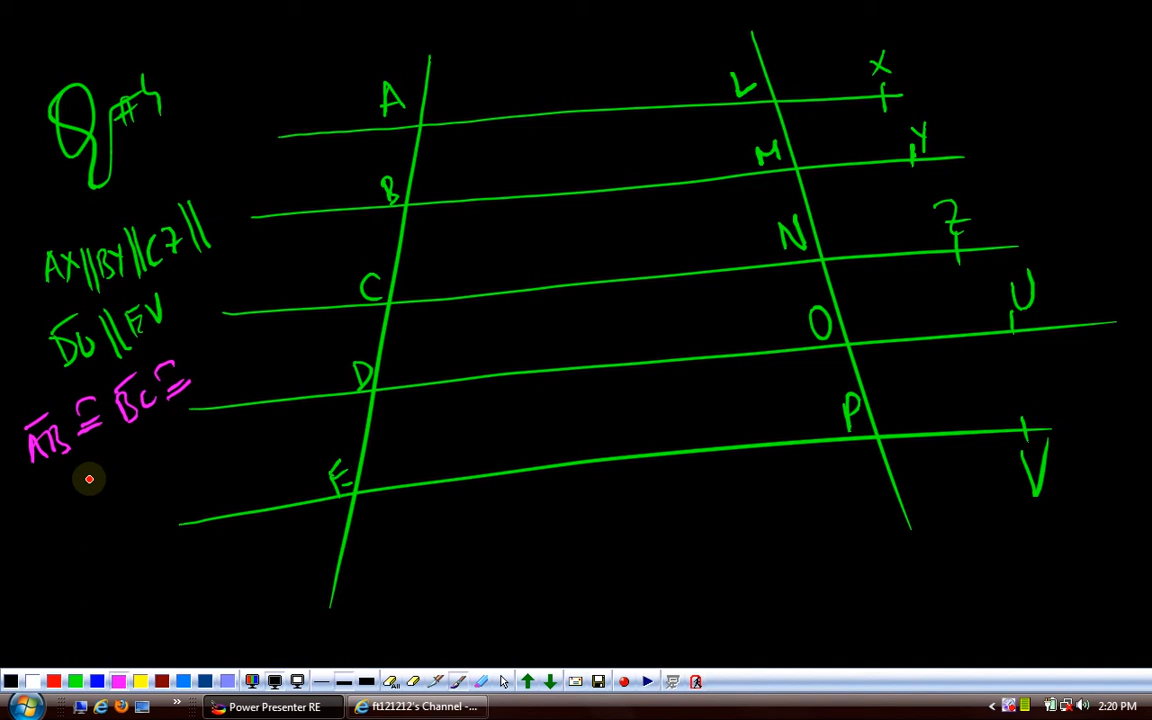 #4
X
L
A
Y
M
B
Z
N
AX||BY||CZ||
C
U
O
DU||EV
D
P
AB≅BC≅
V
E
Power Presenter RE
ft121212's Channel -...
2:20 PM